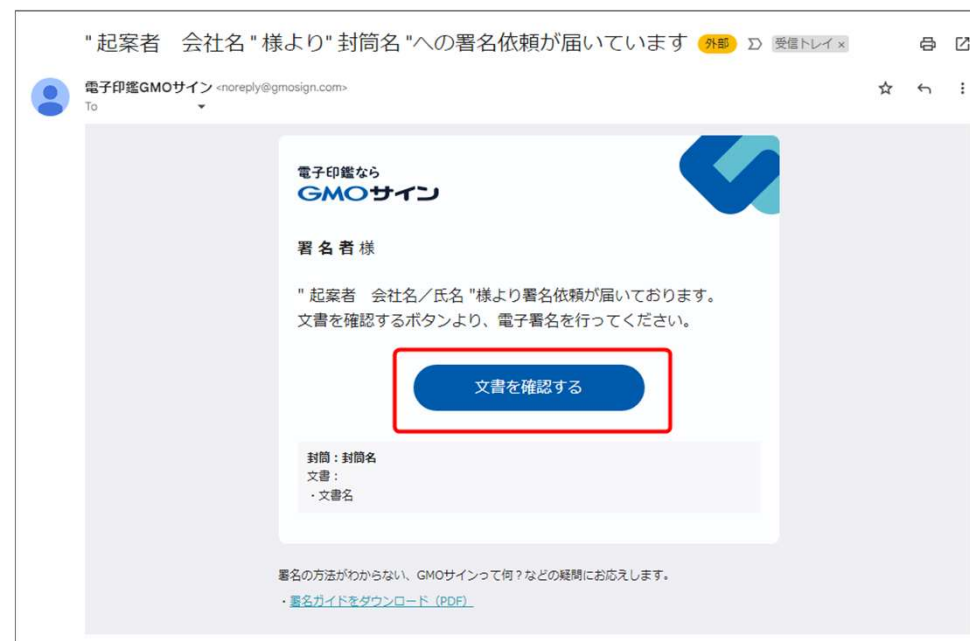 " 起案者　会社名 " 様より" 封筒名 "への署名依頼が届いています 外部 受信トレイ ×
電子印鑑GMOサイン <noreply@gmosign.com>
To
電子印鑑なら
GMOサイン
署 名 者 様
" 起案者　会社名／氏名 "様より署名依頼が届いております。
文書を確認するボタンより、電子署名を行ってください。
文書を確認する
封筒：封筒名
文書：
・文書名
署名の方法がわからない、GMOサインって何？などの疑問にお応えします。
・署名ガイドをダウンロード（PDF）